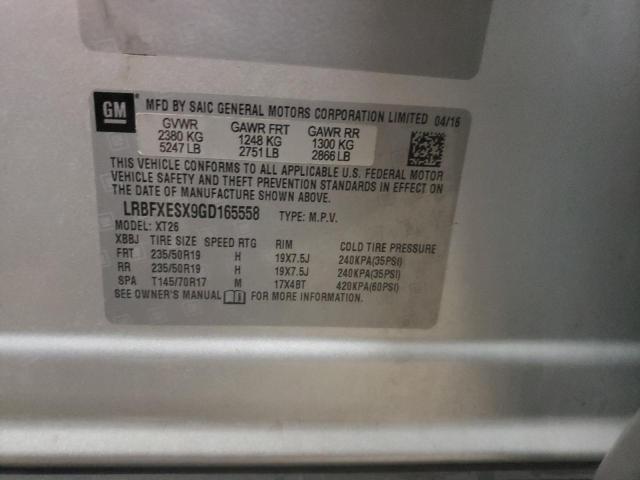 GM
MFD BY SAIC GENERAL MOTORS CORPORATION LIMITED 04/16
GVWR GAWR FRT GAWR RR
2380 KG 1248 KG 1300 KG
5247 LB 2751 LB 2866 LB
THIS VEHICLE CONFORMS TO ALL APPLICABLE U.S. FEDERAL MOTOR
VEHICLE SAFETY AND THEFT PREVENTION STANDARDS IN EFFECT ON
THE DATE OF MANUFACTURE SHOWN ABOVE.
LRBFXESX9GD165558 TYPE: M.P.V.
MODEL: XT26
XBBJ TIRE SIZE SPEED RTG RIM COLD TIRE PRESSURE
FRT 235/50R19 H 19X7.5J 240KPA(35PSI)
RR 235/50R19 H 19X7.5J 240KPA(35PSI)
SPA T145/70R17 M 17X4BT 420KPA(60PSI)
SEE OWNER'S MANUAL FOR MORE INFORMATION.